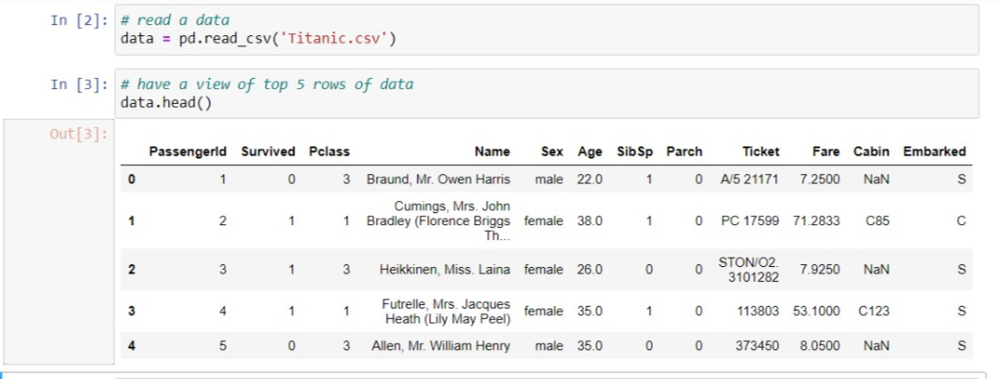 In [2]: # read a data
data = pd.read_csv('Titanic.csv')
In [3]: # have a view of top 5 rows of data
data.head()
Out[3]:
PassengerId Survived Pclass Name Sex Age SibSp Parch Ticket Fare Cabin Embarked
0 1 0 3 Braund, Mr. Owen Harris male 22.0 1 0 A/5 21171 7.2500 NaN S
1 2 1 1 Cumings, Mrs. John Bradley (Florence Briggs Th... female 38.0 1 0 PC 17599 71.2833 C85 C
2 3 1 3 Heikkinen, Miss. Laina female 26.0 0 0 STON/O2. 3101282 7.9250 NaN S
3 4 1 1 Futrelle, Mrs. Jacques Heath (Lily May Peel) female 35.0 1 0 113803 53.1000 C123 S
4 5 0 3 Allen, Mr. William Henry male 35.0 0 0 373450 8.0500 NaN S